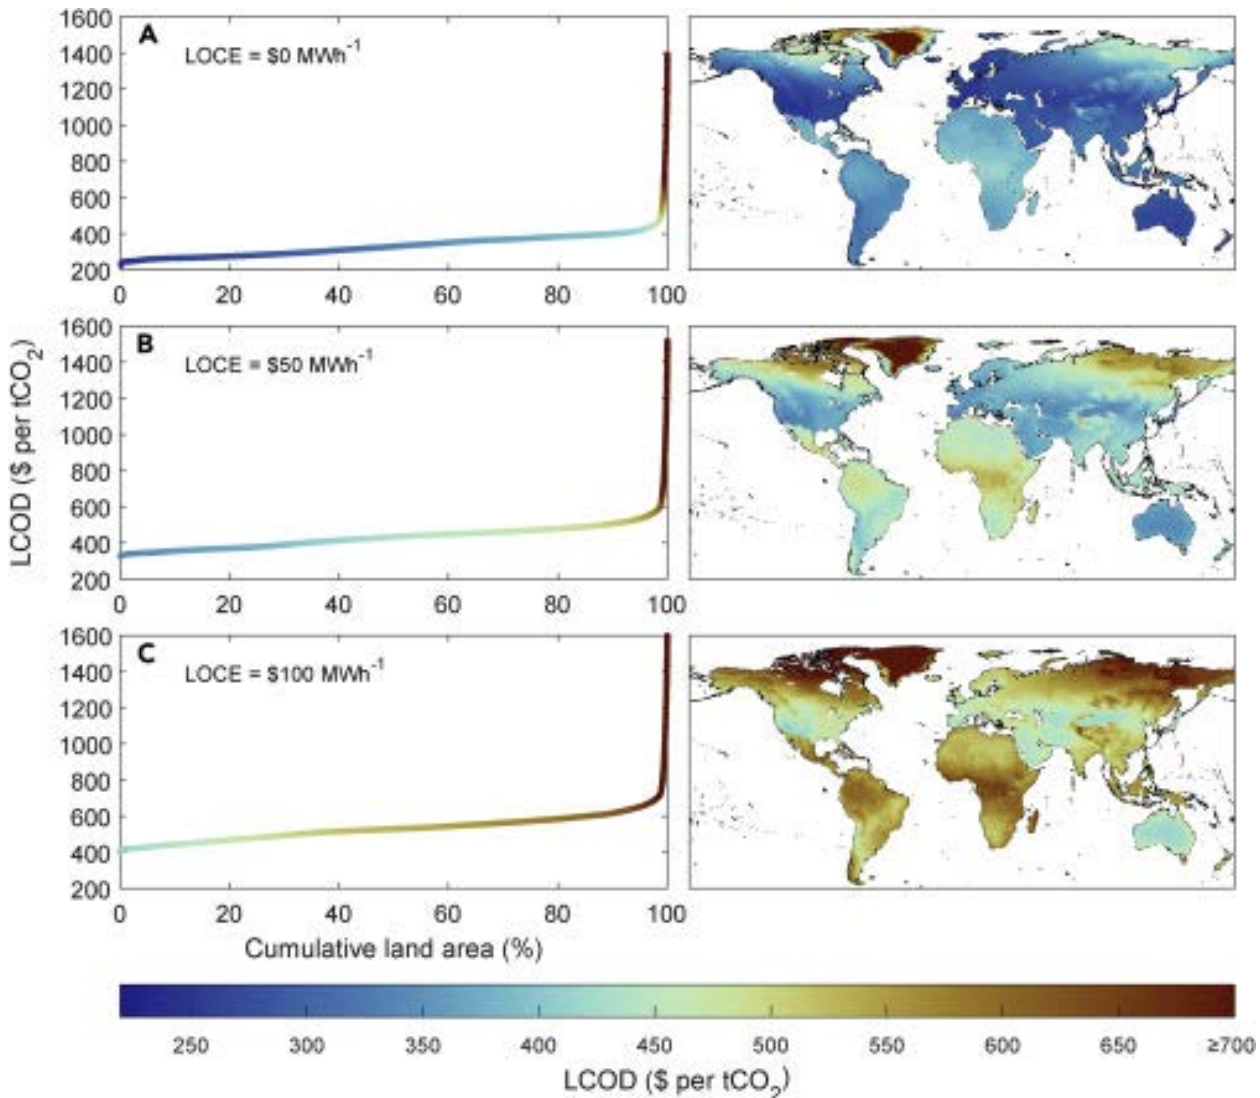 A
LOCE = $0 MWh⁻¹
1600
1400
1200
1000
800
600
400
200
0 20 40 60 80 100
B
LOCE = $50 MWh⁻¹
1600
1400
1200
1000
800
600
400
200
0 20 40 60 80 100
LCOD ($ per tCO₂)
C
LOCE = $100 MWh⁻¹
1600
1400
1200
1000
800
600
400
200
0 20 40 60 80 100
Cumulative land area (%)
250 300 350 400 450 500 550 600 650 ≥700
LCOD ($ per tCO₂)